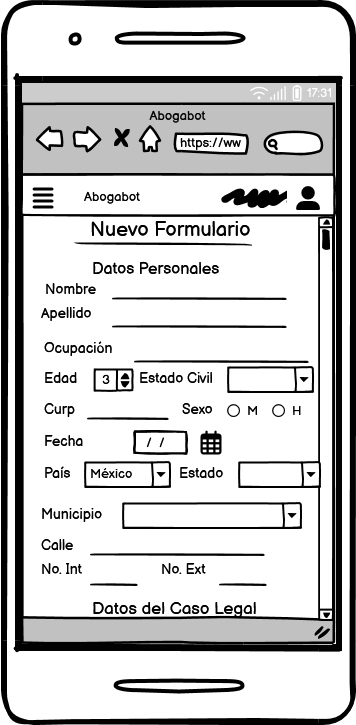 17:31
Abogabot
https://ww
Abogabot
Nuevo Formulario
Datos Personales
Nombre
Apellido
Ocupación
Edad 3 Estado Civil
Curp Sexo M H
Fecha / /
País México Estado
Municipio
Calle
No. Int No. Ext
Datos del Caso Legal